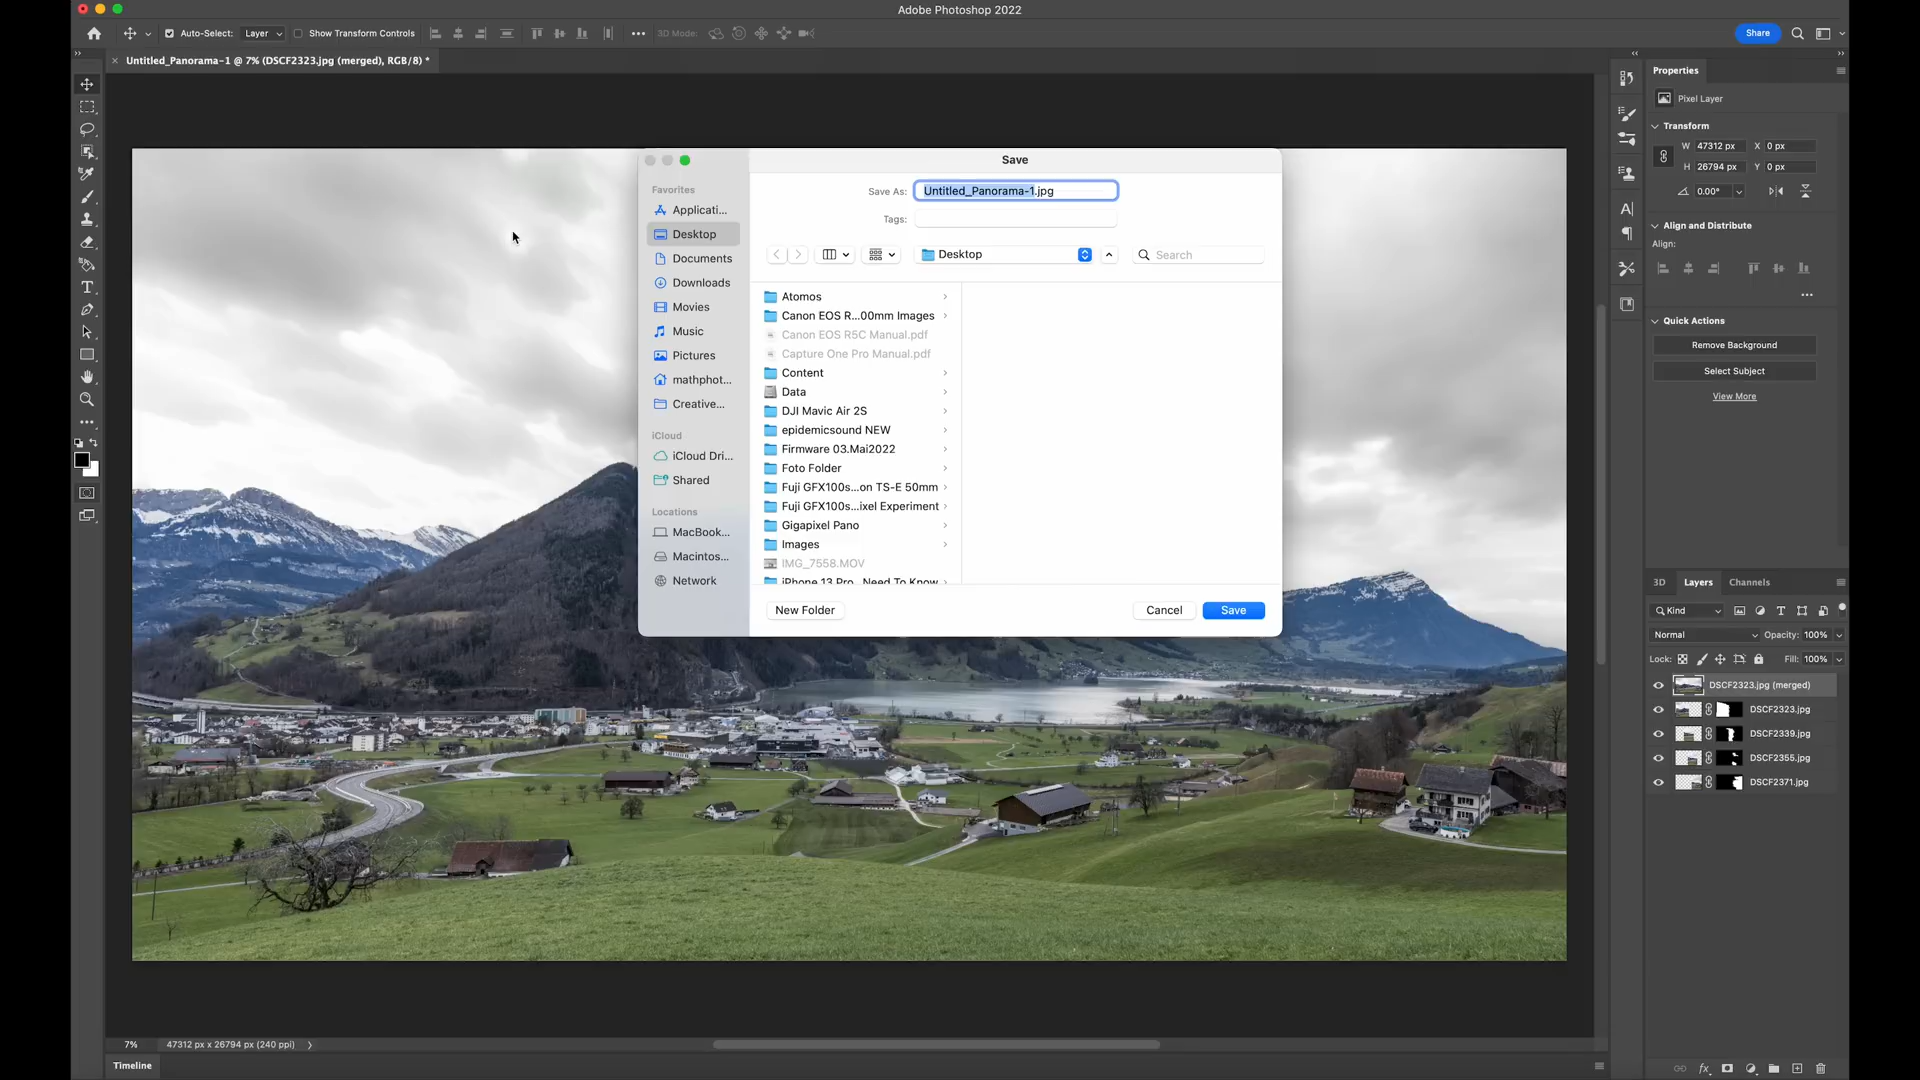 Adobe Photoshop 2022
Auto-Select: Layer Show Transform Controls 3D Mode: Share
Untitled_Panorama-1 @ 7% (DSCF2323.jpg (merged), RGB/8) *
Save
Save As: Untitled_Panorama-1.jpg
Tags:
Desktop
Search
Favorites
Applicati...
Desktop
Documents
Downloads
Movies
Music
Pictures
mathphot...
Creative...
iCloud
iCloud Dri...
Shared
Locations
MacBook...
Macintos...
Network
Atomos
Canon EOS R...00mm Images
Canon EOS R5C Manual.pdf
Capture One Pro Manual.pdf
Content
Data
DJI Mavic Air 2S
epidemicsound NEW
Firmware 03.Mai2022
Foto Folder
Fuji GFX100s...on TS-E 50mm
Fuji GFX100s...ixel Experiment
Gigapixel Pano
Images
IMG_7558.MOV
iPhone 13 Pro...Need To Know
New Folder
Cancel
Save
Properties
Pixel Layer
Transform
W 47312 px X 0 px
H 26794 px Y 0 px
0.00°
Align and Distribute
Align:
Quick Actions
Remove Background
Select Subject
View More
3D Layers Channels
Kind
Normal Opacity: 100%
Lock: Fill: 100%
DSCF2323.jpg (merged)
DSCF2323.jpg
DSCF2339.jpg
DSCF2355.jpg
DSCF2371.jpg
7% 47312 px x 26794 px (240 ppi)
Timeline